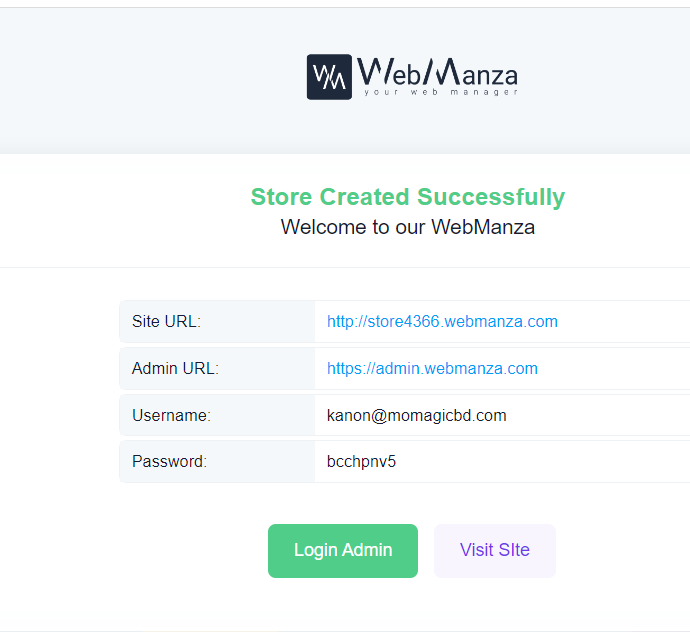 WM WebManza
your web manager
Store Created Successfully
Welcome to our WebManza
Site URL: http://store4366.webmanza.com
Admin URL: https://admin.webmanza.com
Username: kanon@momagicbd.com
Password: bcchpnv5
Login Admin Visit SIte